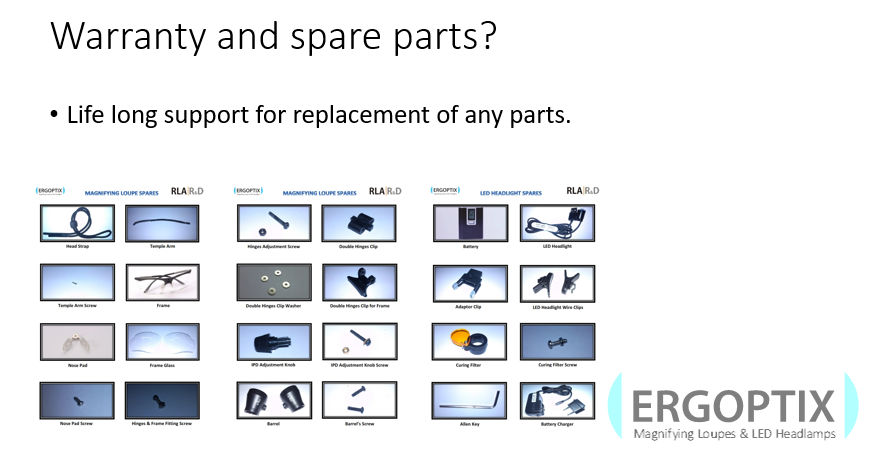 Warranty and spare parts?
• Life long support for replacement of any parts.
ERGOPTIX MAGNIFYING LOUPE SPARES RLA R&D
Head Strap Temple Arm
Temple Arm Screw Frame
Nose Pad Frame Glass
Nose Pad Screw Hinges & Frame Fitting Screw
ERGOPTIX MAGNIFYING LOUPE SPARES RLA R&D
Hinges Adjustment Screw Double Hinges Clip
Double Hinges Clip Washer Double Hinges Clip for Frame
IPD Adjustment Knob IPD Adjustment Knob Screw
Barrel Barrel's Screw
ERGOPTIX LED HEADLIGHT SPARES RLA R&D
Battery LED Headlight
Adaptor Clip LED Headlight Wire Clips
Curing Filter Curing Filter Screw
Allen Key Battery Charger
ERGOPTIX
Magnifying Loupes & LED Headlamps